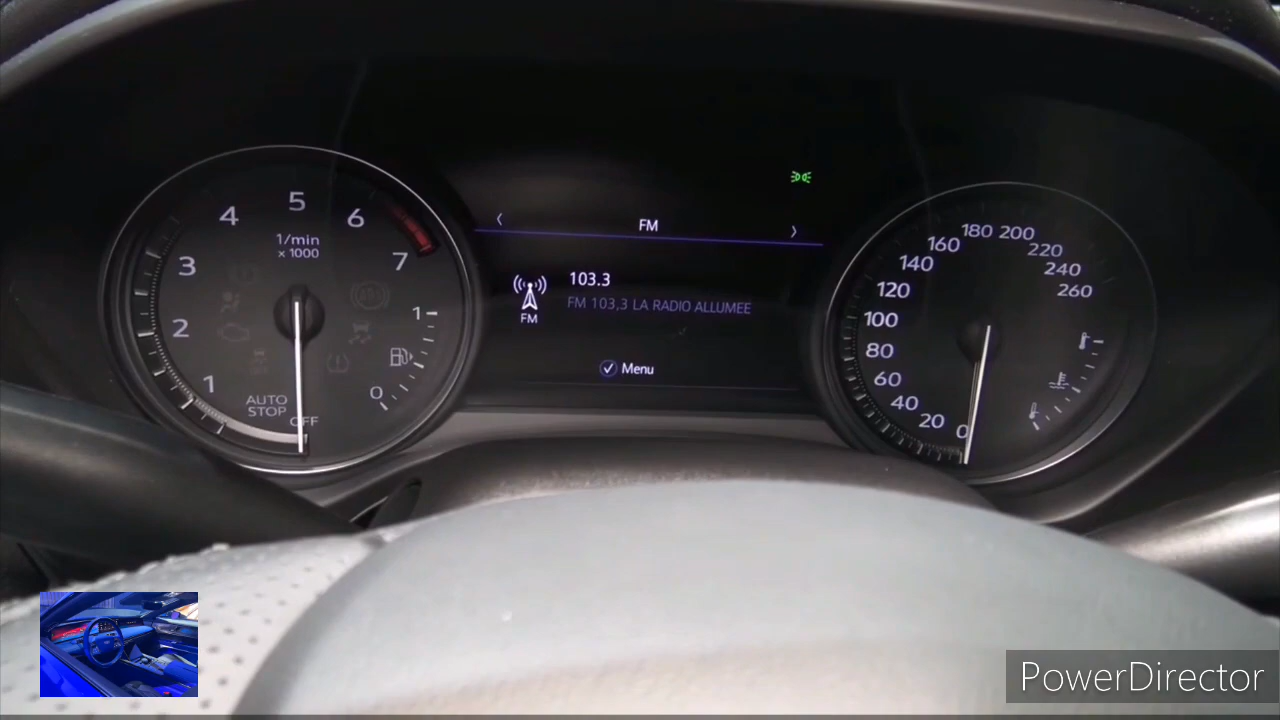 4
5
6
3
7
2
1
1/min
x 1000
AUTO
STOP
OFF
1
0
‹ FM ›
103.3
FM 103,3 LA RADIO ALLUMEE
FM
Menu
0
20
40
60
80
100
120
140
160
180
200
220
240
260
PowerDirector